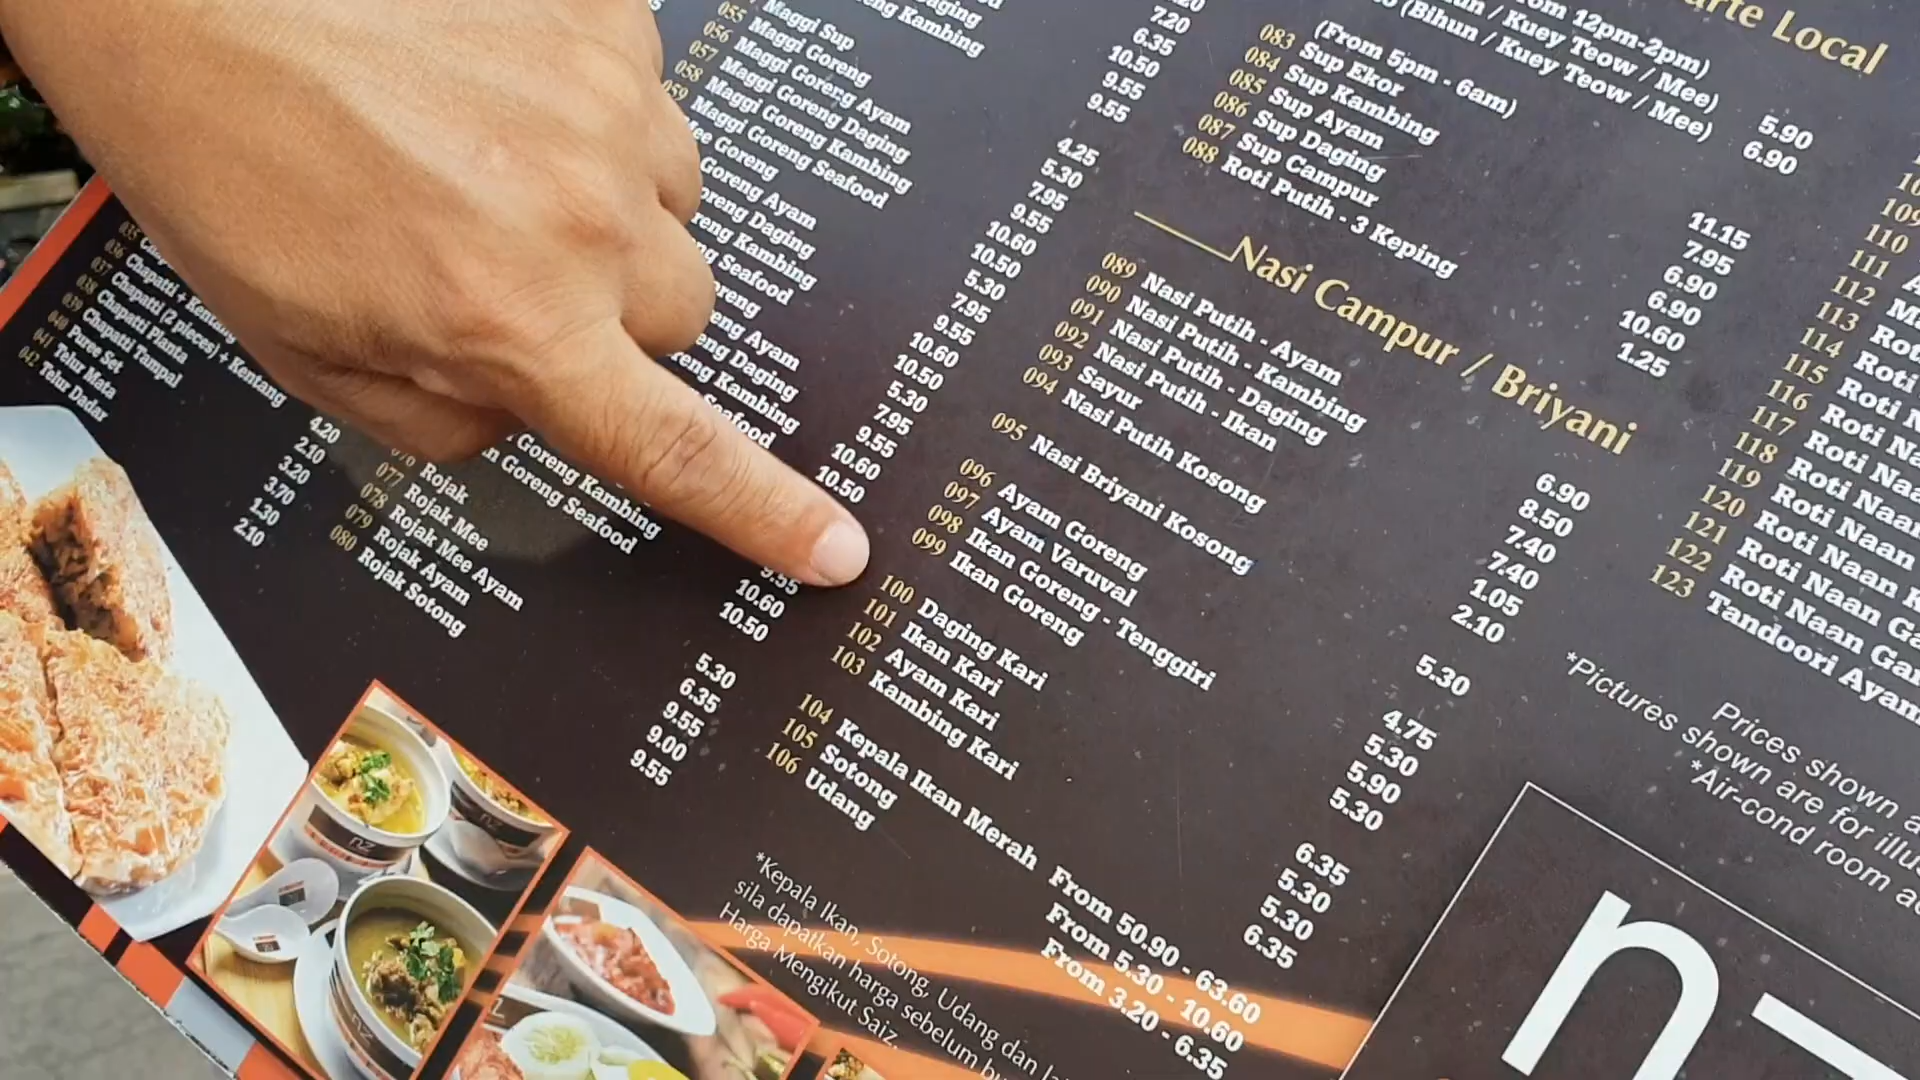 Daging
Kambing
055 Maggi Sup
056 Maggi Goreng
057 Maggi Goreng Ayam
058 Maggi Goreng Daging
059 Maggi Goreng Kambing
Maggi Goreng Seafood
Mee Goreng
Goreng Ayam
Goreng Daging
Goreng Kambing
Seafood
Goreng
Ayam
Daging
Kambing
Seafood
Goreng Kambing
Goreng Seafood
7.20
6.35
10.50
9.55
9.55
4.25
5.30
7.95
9.55
10.60
10.50
5.30
7.95
9.55
10.60
10.50
5.30
7.95
9.55
10.60
10.50
9.55
10.60
10.50
035
036 Chapatti + Kentang
037 Chapatti (2 pieces) + Kentang
038 Chapatti Planta
039 Chapatti Tampal
040 Puree Set
041 Telur Mata
042 Telur Dadar
4.20
2.10
3.20
3.70
1.30
2.10
076 Rojak
077 Rojak Mee
078 Rojak Mee Ayam
079 Rojak Ayam
080 Rojak Sotong
5.30
6.35
9.55
9.00
9.55
Local
From 12pm-2pm)
(Bihun / Kuey Teow / Mee)
(Bihun / Kuey Teow / Mee)
(From 5pm - 6am)
5.90
6.90
083 Sup Ekor
084 Sup Kambing
085 Sup Ayam
086 Sup Daging
087 Sup Campur
088 Roti Putih - 3 Keping
11.15
7.95
6.90
6.90
10.60
1.25
Nasi Campur / Briyani
089 Nasi Putih - Ayam 6.90
090 Nasi Putih - Kambing 8.50
091 Nasi Putih - Daging 7.40
092 Nasi Putih - Ikan 7.40
093 Sayur 1.05
094 Nasi Putih Kosong 2.10
095 Nasi Briyani Kosong 5.30
096 Ayam Goreng 4.75
097 Ayam Varuval 5.30
098 Ikan Goreng - Tenggiri 5.90
099 Ikan Goreng 5.30
100 Daging Kari 6.35
101 Ikan Kari 5.30
102 Ayam Kari 5.30
103 Kambing Kari 6.35
104 Kepala Ikan Merah From 50.90 - 63.60
105 Sotong From 5.30 - 10.60
106 Udang From 3.20 - 6.35
*Kepala Ikan, Sotong, Udang dan
sila dapatkan harga sebelum
Harga Mengikut Saiz.
109
110
111
112
113 Roti
114 Roti
115 Roti
116 Roti
117 Roti Naan
118 Roti Naan
119 Roti Naan
120 Roti Naan
121 Roti Naan
122 Roti Naan
123 Tandoori Ayam
Prices shown
*Pictures shown are for
*Air-cond room
n
nz